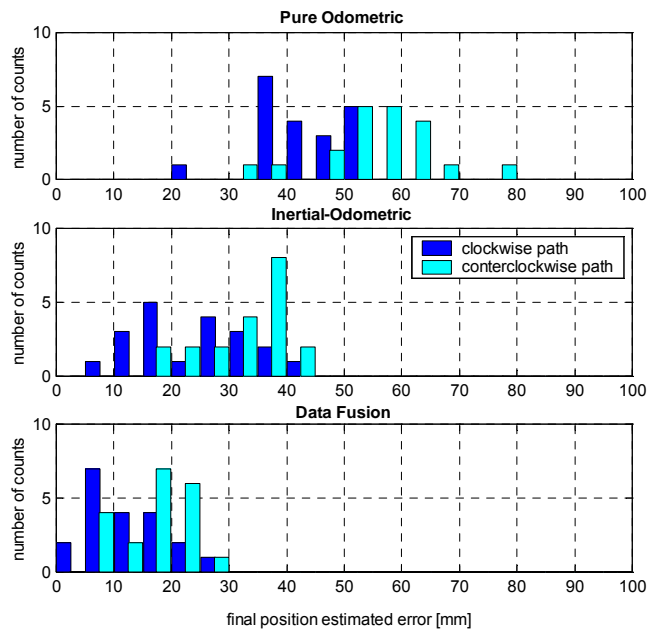 Pure Odometric
10
5
0
number of counts
0 10 20 30 40 50 60 70 80 90 100
Inertial-Odometric
10
5
0
number of counts
clockwise path
conterclockwise path
0 10 20 30 40 50 60 70 80 90 100
Data Fusion
10
5
0
number of counts
0 10 20 30 40 50 60 70 80 90 100
final position estimated error [mm]